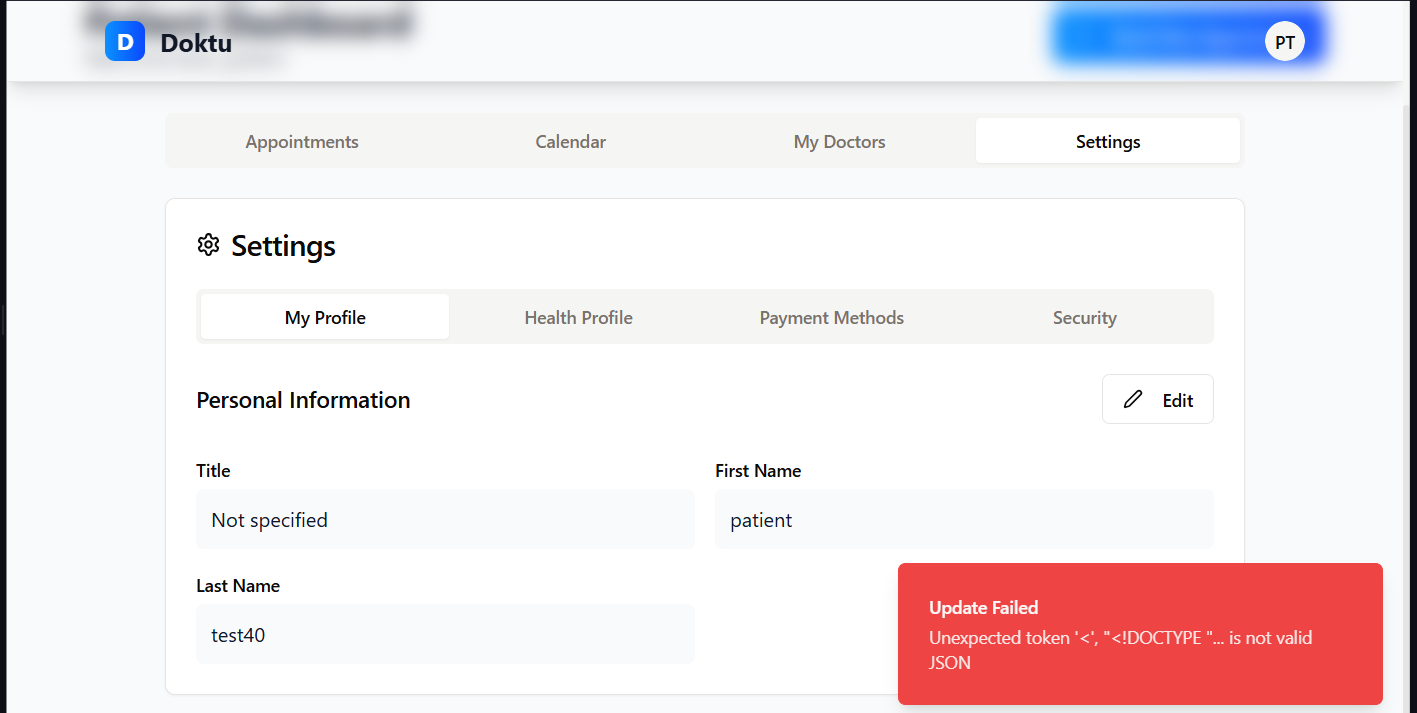 D
Doktu
PT
Appointments
Calendar
My Doctors
Settings
Settings
My Profile
Health Profile
Payment Methods
Security
Personal Information
Edit
Title
First Name
Not specified
patient
Last Name
test40
Update Failed
Unexpected token '<', "<!DOCTYPE "... is not valid
JSON